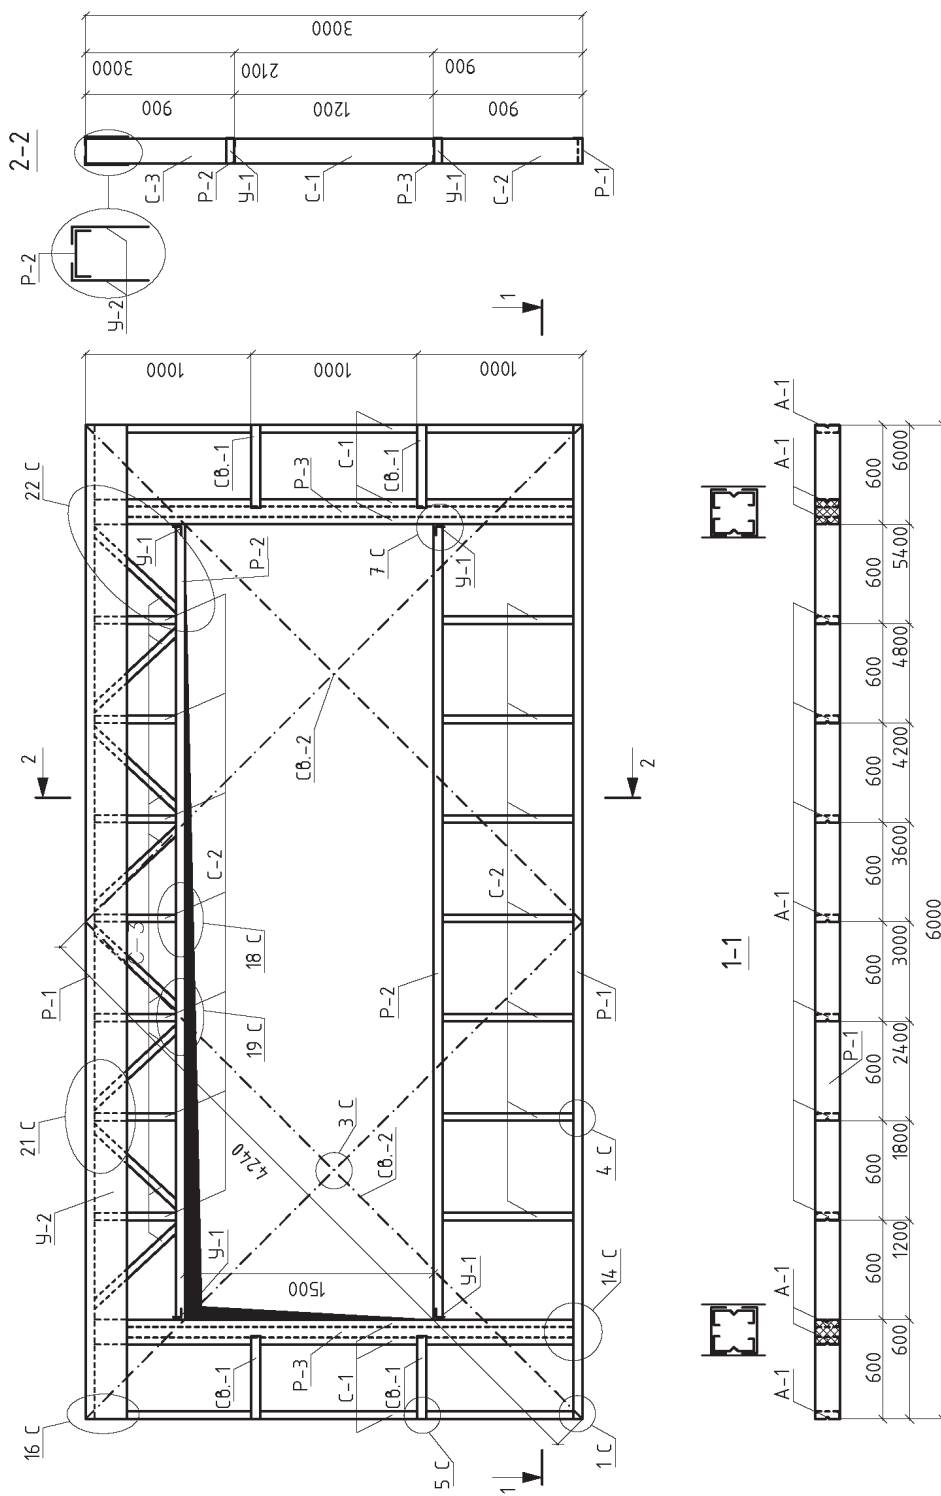 2-2
3000
3000
2100
900
900
1200
900
С-3
Р-2
У-1
С-1
Р-3
У-1
С-2
Р-1
Р-2
У-2
1
1000
1000
1000
22 С
Св.-1
Р-3
С-1
Св.-1
У-1
Р-2
7 С
У-1
2
Св.-2
2
С-2
С-2
С-3
Р-1
18 С
19 С
Р-2
Р-1
21 С
У-2
4240
3 С
Св.-2
4 С
У-1
1500
У-1
14 С
Св.-1
Р-3
С-1
Св.-1
16 С
5 С
1 С
1
1-1
А-1
А-1
А-1
А-1
А-1
Р-1
600
600
600
600
600
600
600
600
600
600
600
1200
1800
2400
3000
3600
4200
4800
5400
6000
6000